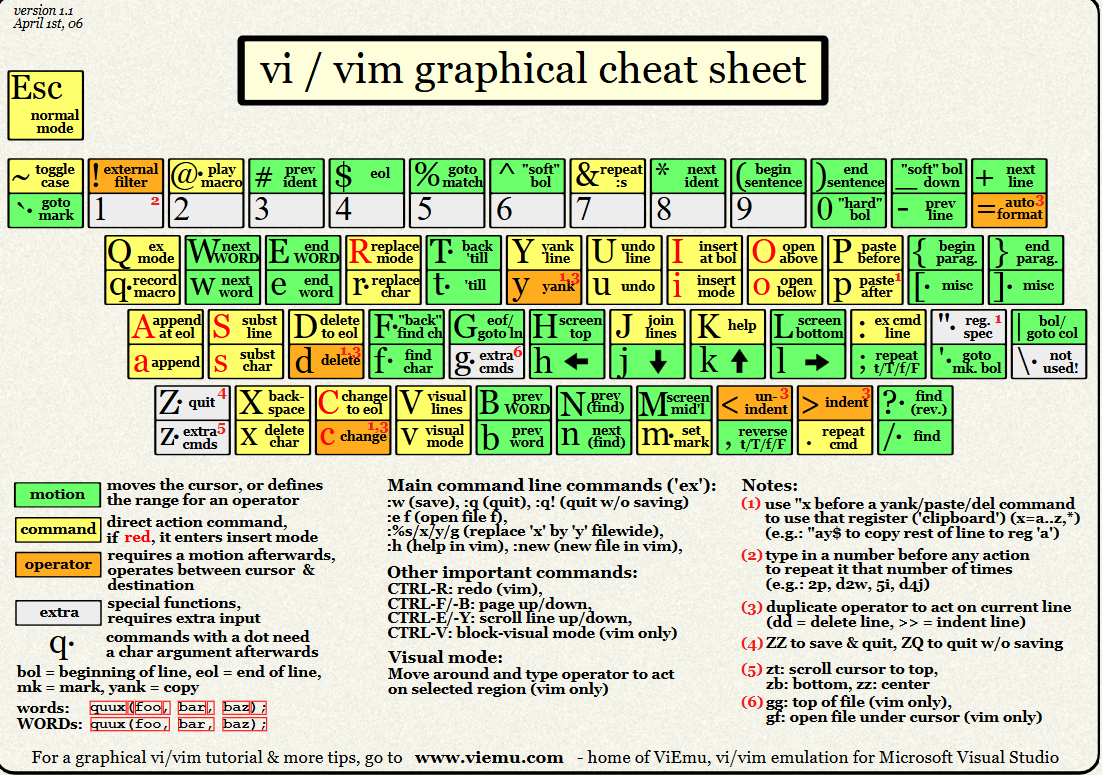 version 1.1
April 1st, 06
vi / vim graphical cheat sheet
Esc
normal
mode
~ toggle
case
! external
filter
@· play
macro
# prev
ident
$ eol
% goto
match
^ "soft"
bol
& repeat
:s
* next
ident
( begin
sentence
) end
sentence
"soft" bol
_ down
+ next
line
`· goto
mark
1 2
2
3
4
5
6
7
8
9
0 "hard"
bol
- prev
line
= auto3
format
Q ex
mode
W next
WORD
E end
WORD
R replace
mode
T· back
'till
Y yank
line
U undo
line
I insert
at bol
O open
above
P paste
before
{ begin
parag.
} end
parag.
q· record
macro
w next
word
e end
word
r· replace
char
t· 'till
y yank1,3
u undo
i insert
mode
o open
below
p paste1
after
[· misc
]· misc
A append
at eol
S subst
line
D delete
to eol
F· "back"
find ch
G eof/
goto ln
H screen
top
J join
lines
K help
L screen
bottom
: ex cmd
line
"· reg. 1
spec
| bol/
goto col
a append
s subst
char
d delete1,3
f· find
char
g· extra6
cmds
h ←
j ↓
k ↑
l →
; repeat
t/T/f/F
'· goto
mk. bol
\· not
used!
Z· quit4
X back-
space
C change
to eol
V visual
lines
B prev
WORD
N prev
(find)
M screen
mid'l
< un-3
indent
> indent3
?· find
(rev.)
z· extra5
cmds
x delete
char
c change1,3
v visual
mode
b prev
word
n next
(find)
m· set
mark
, reverse
t/T/f/F
. repeat
cmd
/· find
motion
moves the cursor, or defines
the range for an operator
command
direct action command,
if red, it enters insert mode
operator
requires a motion afterwards,
operates between cursor &
destination
extra
special functions,
requires extra input
q·
commands with a dot need
a char argument afterwards
bol = beginning of line, eol = end of line,
mk = mark, yank = copy
words: quux(foo, bar, baz);
WORDs: quux(foo, bar, baz);
Main command line commands ('ex'):
:w (save), :q (quit), :q! (quit w/o saving)
:e f (open file f),
:%s/x/y/g (replace 'x' by 'y' filewide),
:h (help in vim), :new (new file in vim),
Other important commands:
CTRL-R: redo (vim),
CTRL-F/-B: page up/down,
CTRL-E/-Y: scroll line up/down,
CTRL-V: block-visual mode (vim only)
Visual mode:
Move around and type operator to act
on selected region (vim only)
Notes:
(1) use "x before a yank/paste/del command
to use that register ('clipboard') (x=a..z,*)
(e.g.: "ay$ to copy rest of line to reg 'a')
(2) type in a number before any action
to repeat it that number of times
(e.g.: 2p, d2w, 5i, d4j)
(3) duplicate operator to act on current line
(dd = delete line, >> = indent line)
(4) ZZ to save & quit, ZQ to quit w/o saving
(5) zt: scroll cursor to top,
zb: bottom, zz: center
(6) gg: top of file (vim only),
gf: open file under cursor (vim only)
For a graphical vi/vim tutorial & more tips, go to www.viemu.com - home of ViEmu, vi/vim emulation for Microsoft Visual Studio